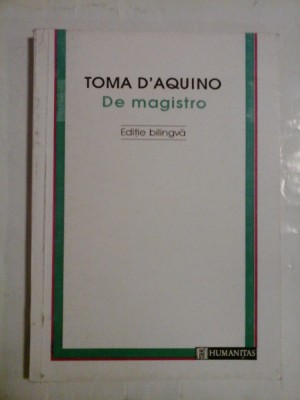 TOMA D'AQUINO
De magistro
Ediție bilingvă
HUMANITAS